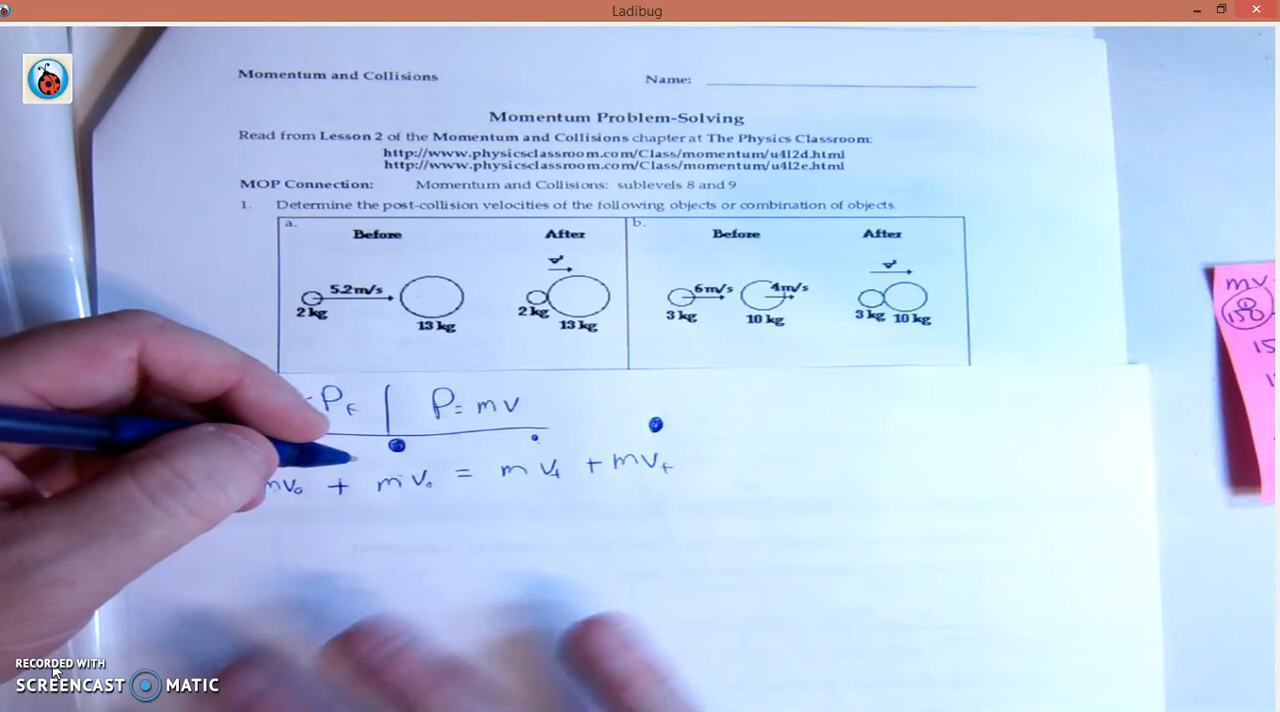 Ladibug
Momentum and Collisions
Name:
Momentum Problem-Solving
Read from Lesson 2 of the Momentum and Collisions chapter at The Physics Classroom:
http://www.physicsclassroom.com/Class/momentum/u4l2d.html
http://www.physicsclassroom.com/Class/momentum/u4l2e.html
MOP Connection: Momentum and Collisions: sublevels 8 and 9
1. Determine the post-collision velocities of the following objects or combination of objects.
a. Before After
v
5.2 m/s
2 kg 13 kg 2 kg 13 kg
b. Before After
v
6 m/s 4 m/s
3 kg 10 kg 3 kg 10 kg
PF | P = mv
mv₀ + mv₀ = mvf + mvf
mv
150
RECORDED WITH
SCREENCAST MATIC